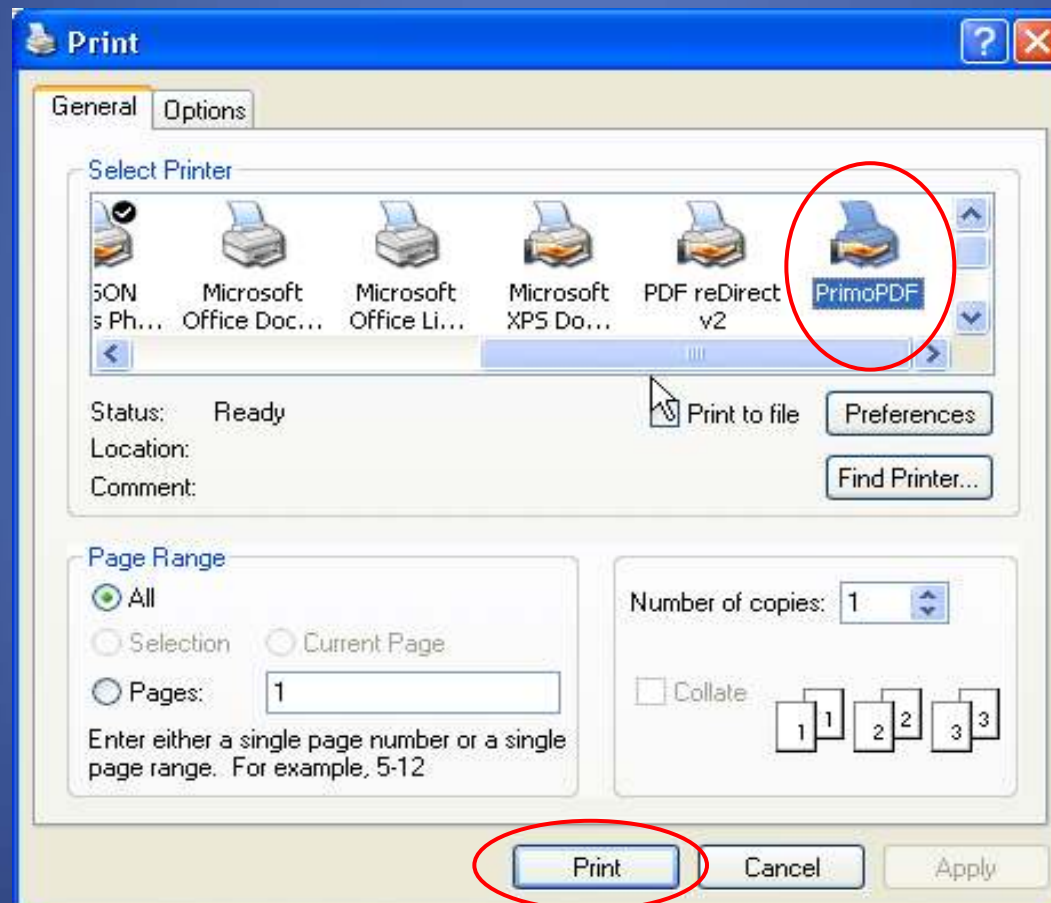 Print
General Options
Select Printer
SON Microsoft Microsoft Microsoft PDF reDirect PrimoPDF
s Ph... Office Doc... Office Li... XPS Do... v2
Status: Ready Print to file Preferences
Location:
Comment: Find Printer...
Page Range
All
Number of copies: 1
Selection Current Page
Pages: 1 Collate
1 1 2 2 3 3
Enter either a single page number or a single
page range. For example, 5-12
Print Cancel Apply